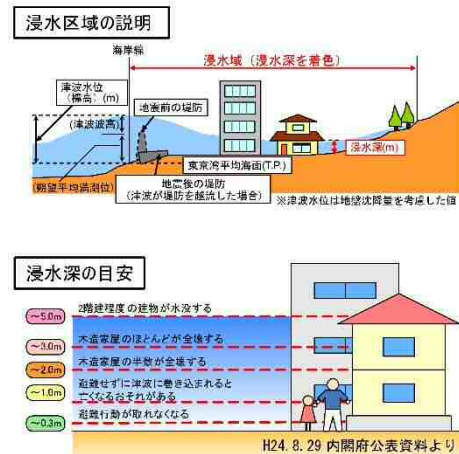 浸水区域の説明
海岸線
浸水域（浸水深を着色）
津波水位
（標高）(m)
地震前の堤防
（津波波高）
浸水深(m)
東京湾平均海面(T.P.)
（朔望平均満潮位）
地震後の堤防
（津波が堤防を越流した場合）
※津波水位は地盤沈降量を考慮した値
浸水深の目安
～5.0m
2階建程度の建物が水没する
～3.0m
木造家屋のほとんどが全壊する
～2.0m
木造家屋の半数が全壊する
～1.0m
避難せずに津波に巻き込まれると
亡くなるおそれがある
～0.3m
避難行動が取れなくなる
H24.8.29 内閣府公表資料より